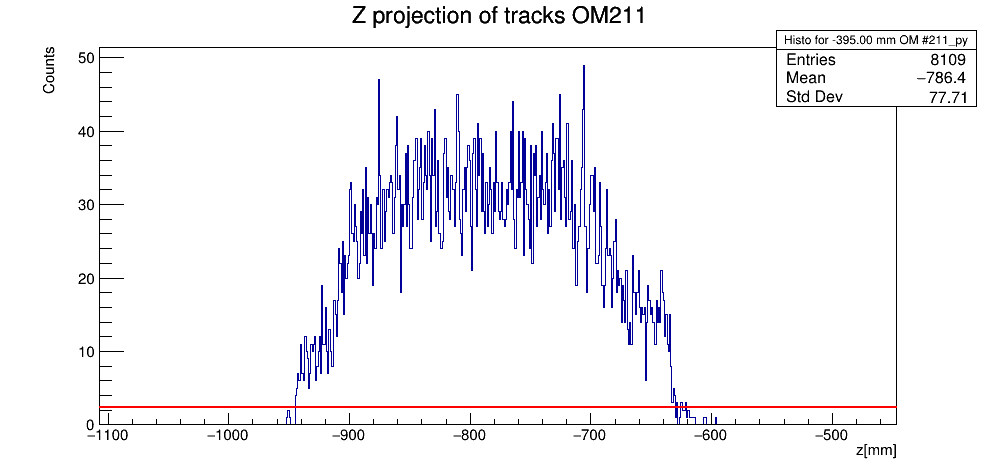 Z projection of tracks OM211
Histo for -395.00 mm OM #211_py
Entries 8109
Mean −786.4
Std Dev 77.71
Counts
50
40
30
20
10
0
−1100 −1000 −900 −800 −700 −600 −500
z[mm]